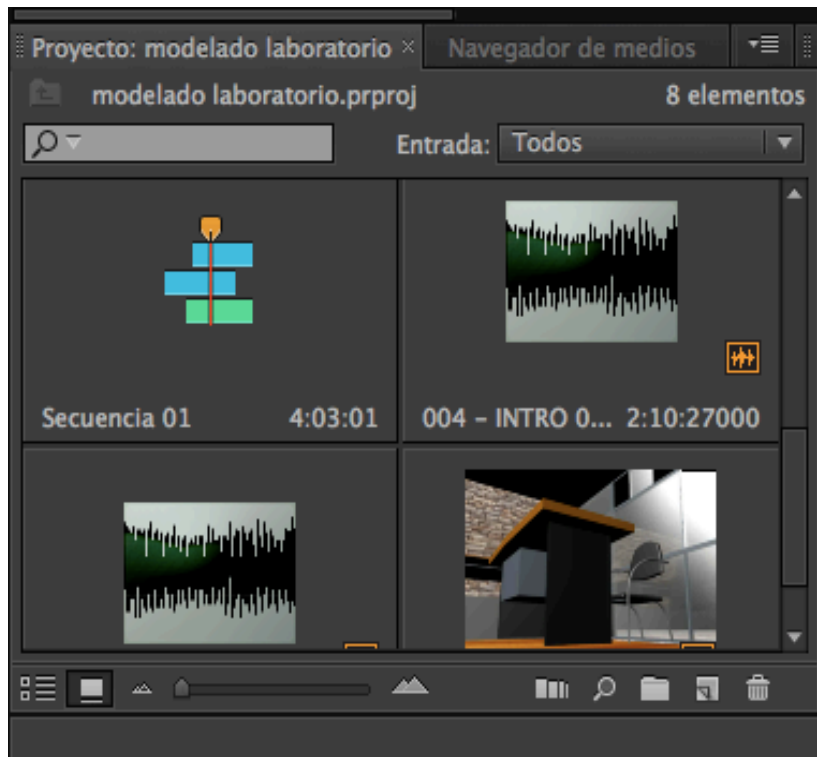 Proyecto: modelado laboratorio × Navegador de medios
modelado laboratorio.prproj 8 elementos
Entrada: Todos
Secuencia 01 4:03:01 004 – INTRO 0... 2:10:27000